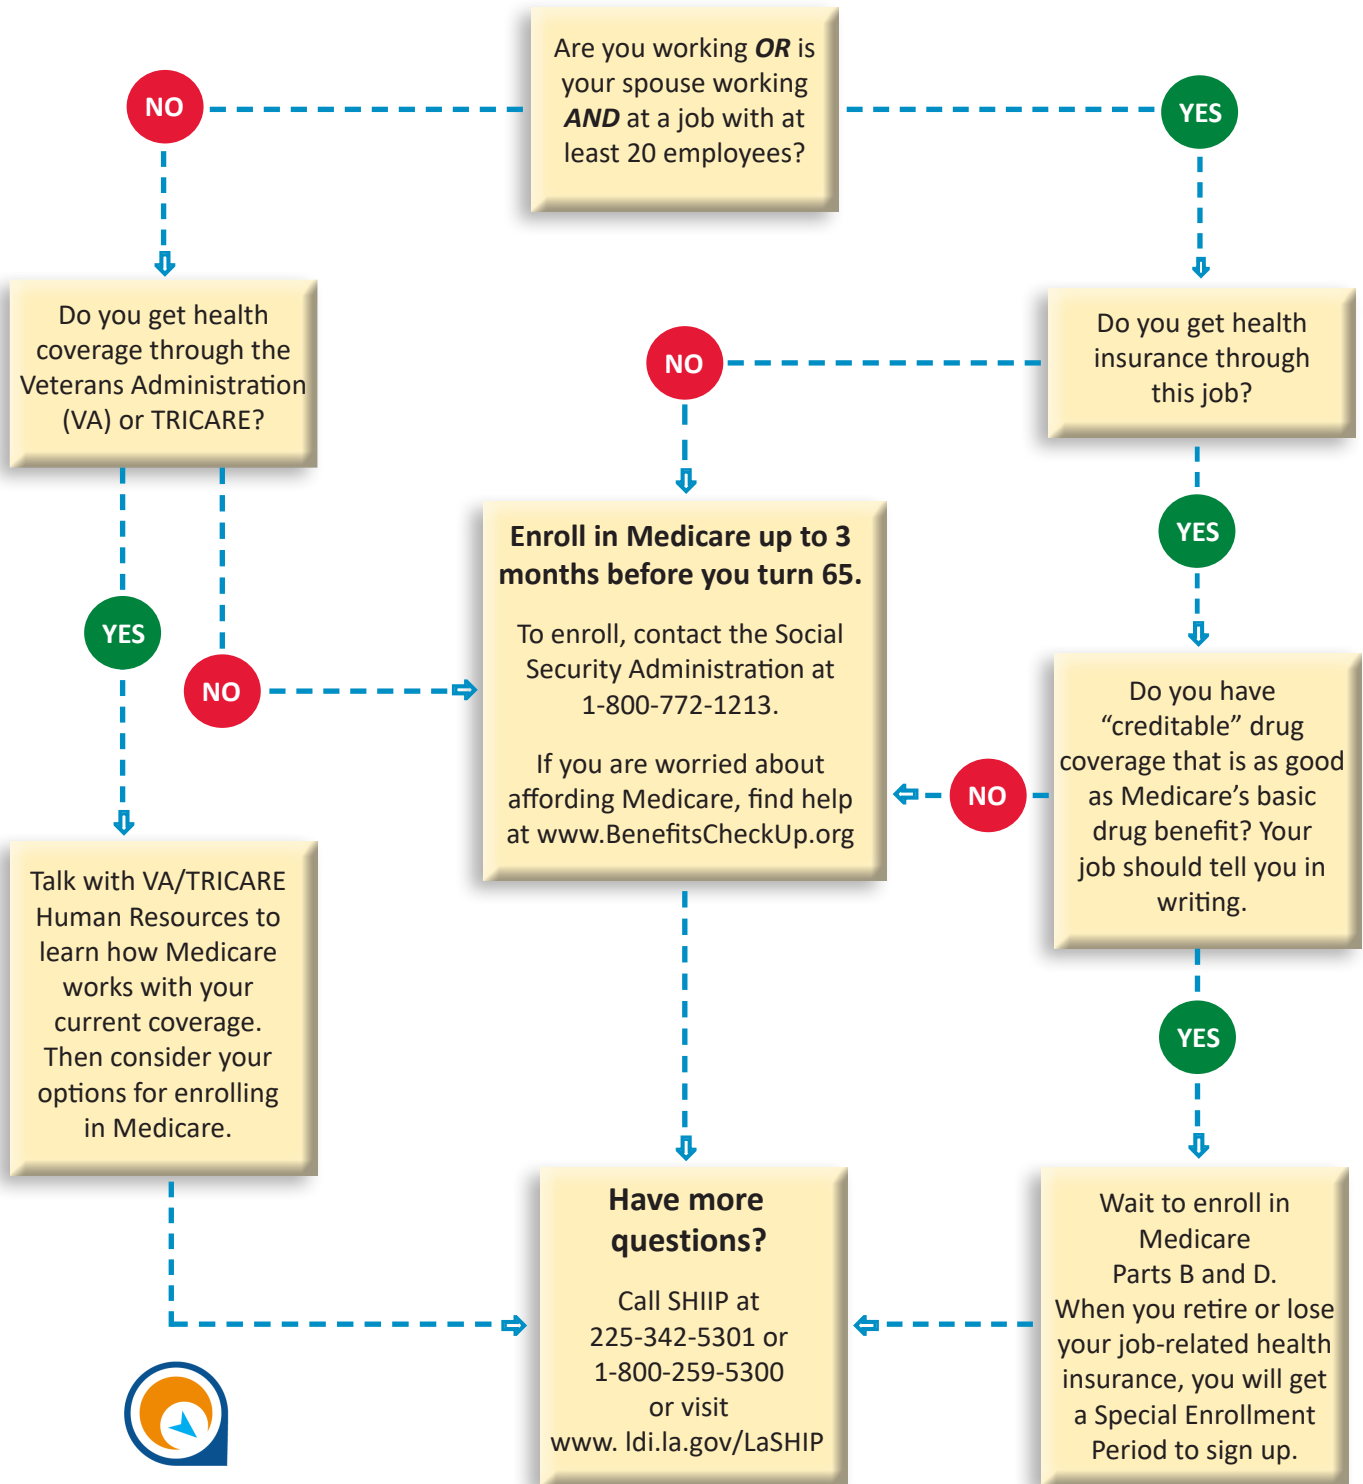 Are you working OR is
your spouse working
AND at a job with at
least 20 employees?
NO
YES
Do you get health
coverage through the
Veterans Administration
(VA) or TRICARE?
NO
Do you get health
insurance through
this job?
Enroll in Medicare up to 3
months before you turn 65.
To enroll, contact the Social
Security Administration at
1-800-772-1213.
If you are worried about
affording Medicare, find help
at www.BenefitsCheckUp.org
YES
YES
NO
Do you have
“creditable” drug
coverage that is as good
as Medicare’s basic
drug benefit? Your
job should tell you in
writing.
NO
Talk with VA/TRICARE
Human Resources to
learn how Medicare
works with your
current coverage.
Then consider your
options for enrolling
in Medicare.
YES
Have more
questions?
Call SHIIP at
225-342-5301 or
1-800-259-5300
or visit
www. ldi.la.gov/LaSHIP
Wait to enroll in
Medicare
Parts B and D.
When you retire or lose
your job-related health
insurance, you will get
a Special Enrollment
Period to sign up.